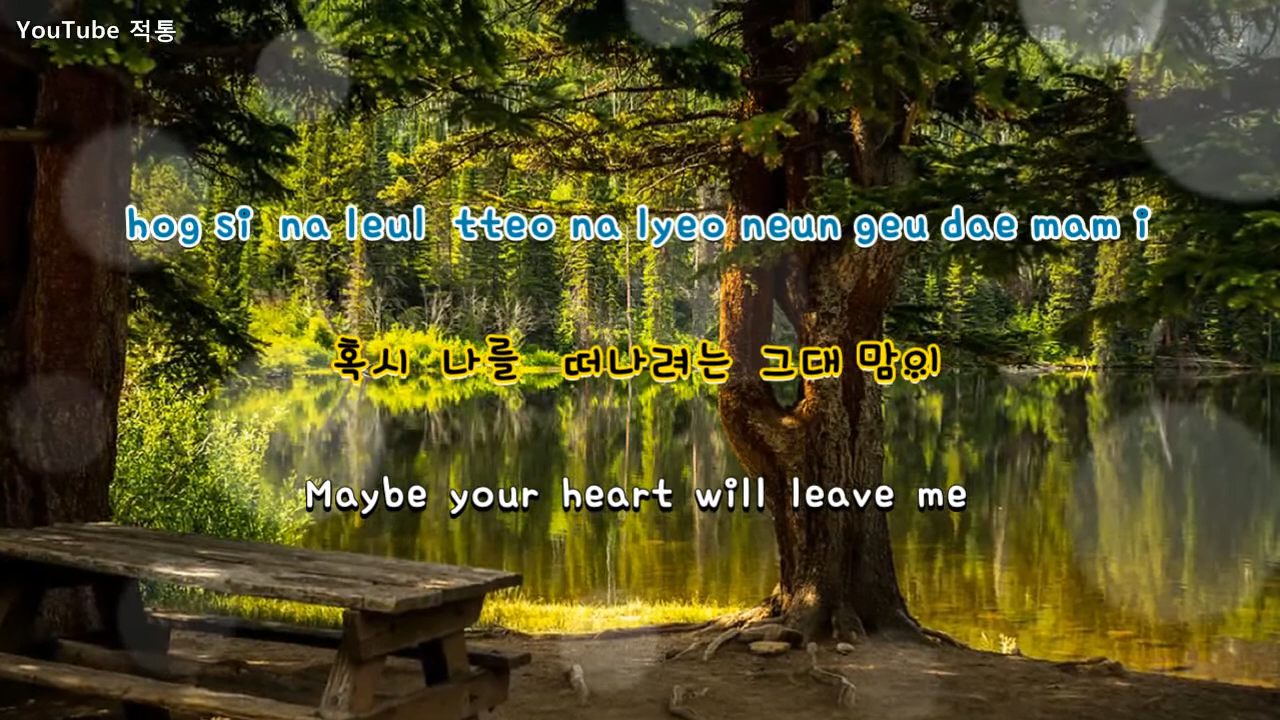 YouTube 적통
hog si na leul tteo na lyeo neun geu dae mam i
혹시 나를 떠나려는 그대 맘이
Maybe your heart will leave me